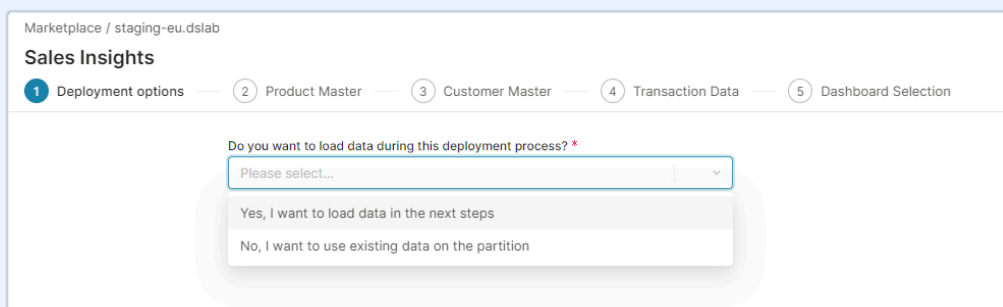 Marketplace / staging-eu.dslab
Sales Insights
1 Deployment options 2 Product Master 3 Customer Master 4 Transaction Data 5 Dashboard Selection
Do you want to load data during this deployment process? *
Please select...
Yes, I want to load data in the next steps
No, I want to use existing data on the partition